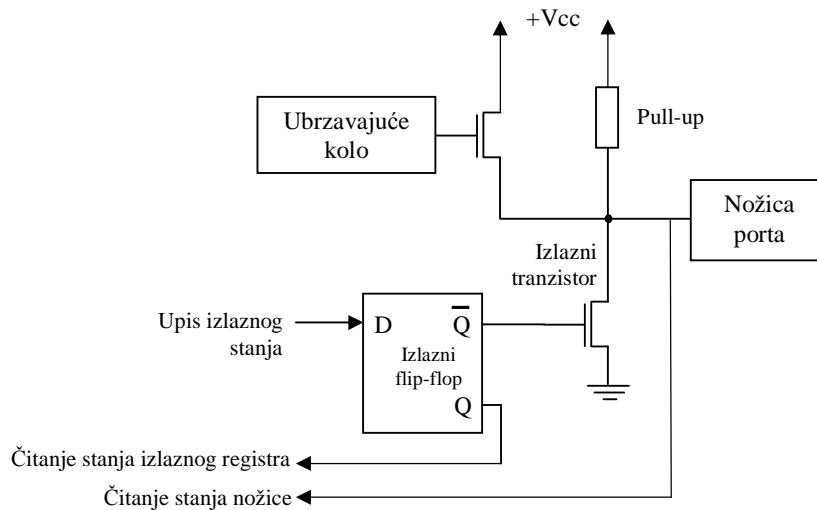 +Vcc
Ubrzavajuće
kolo
Pull-up
Nožica
porta
Izlazni
tranzistor
Upis izlaznog
stanja
D
Q
Izlazni
flip-flop
Q
Čitanje stanja izlaznog registra
Čitanje stanja nožice